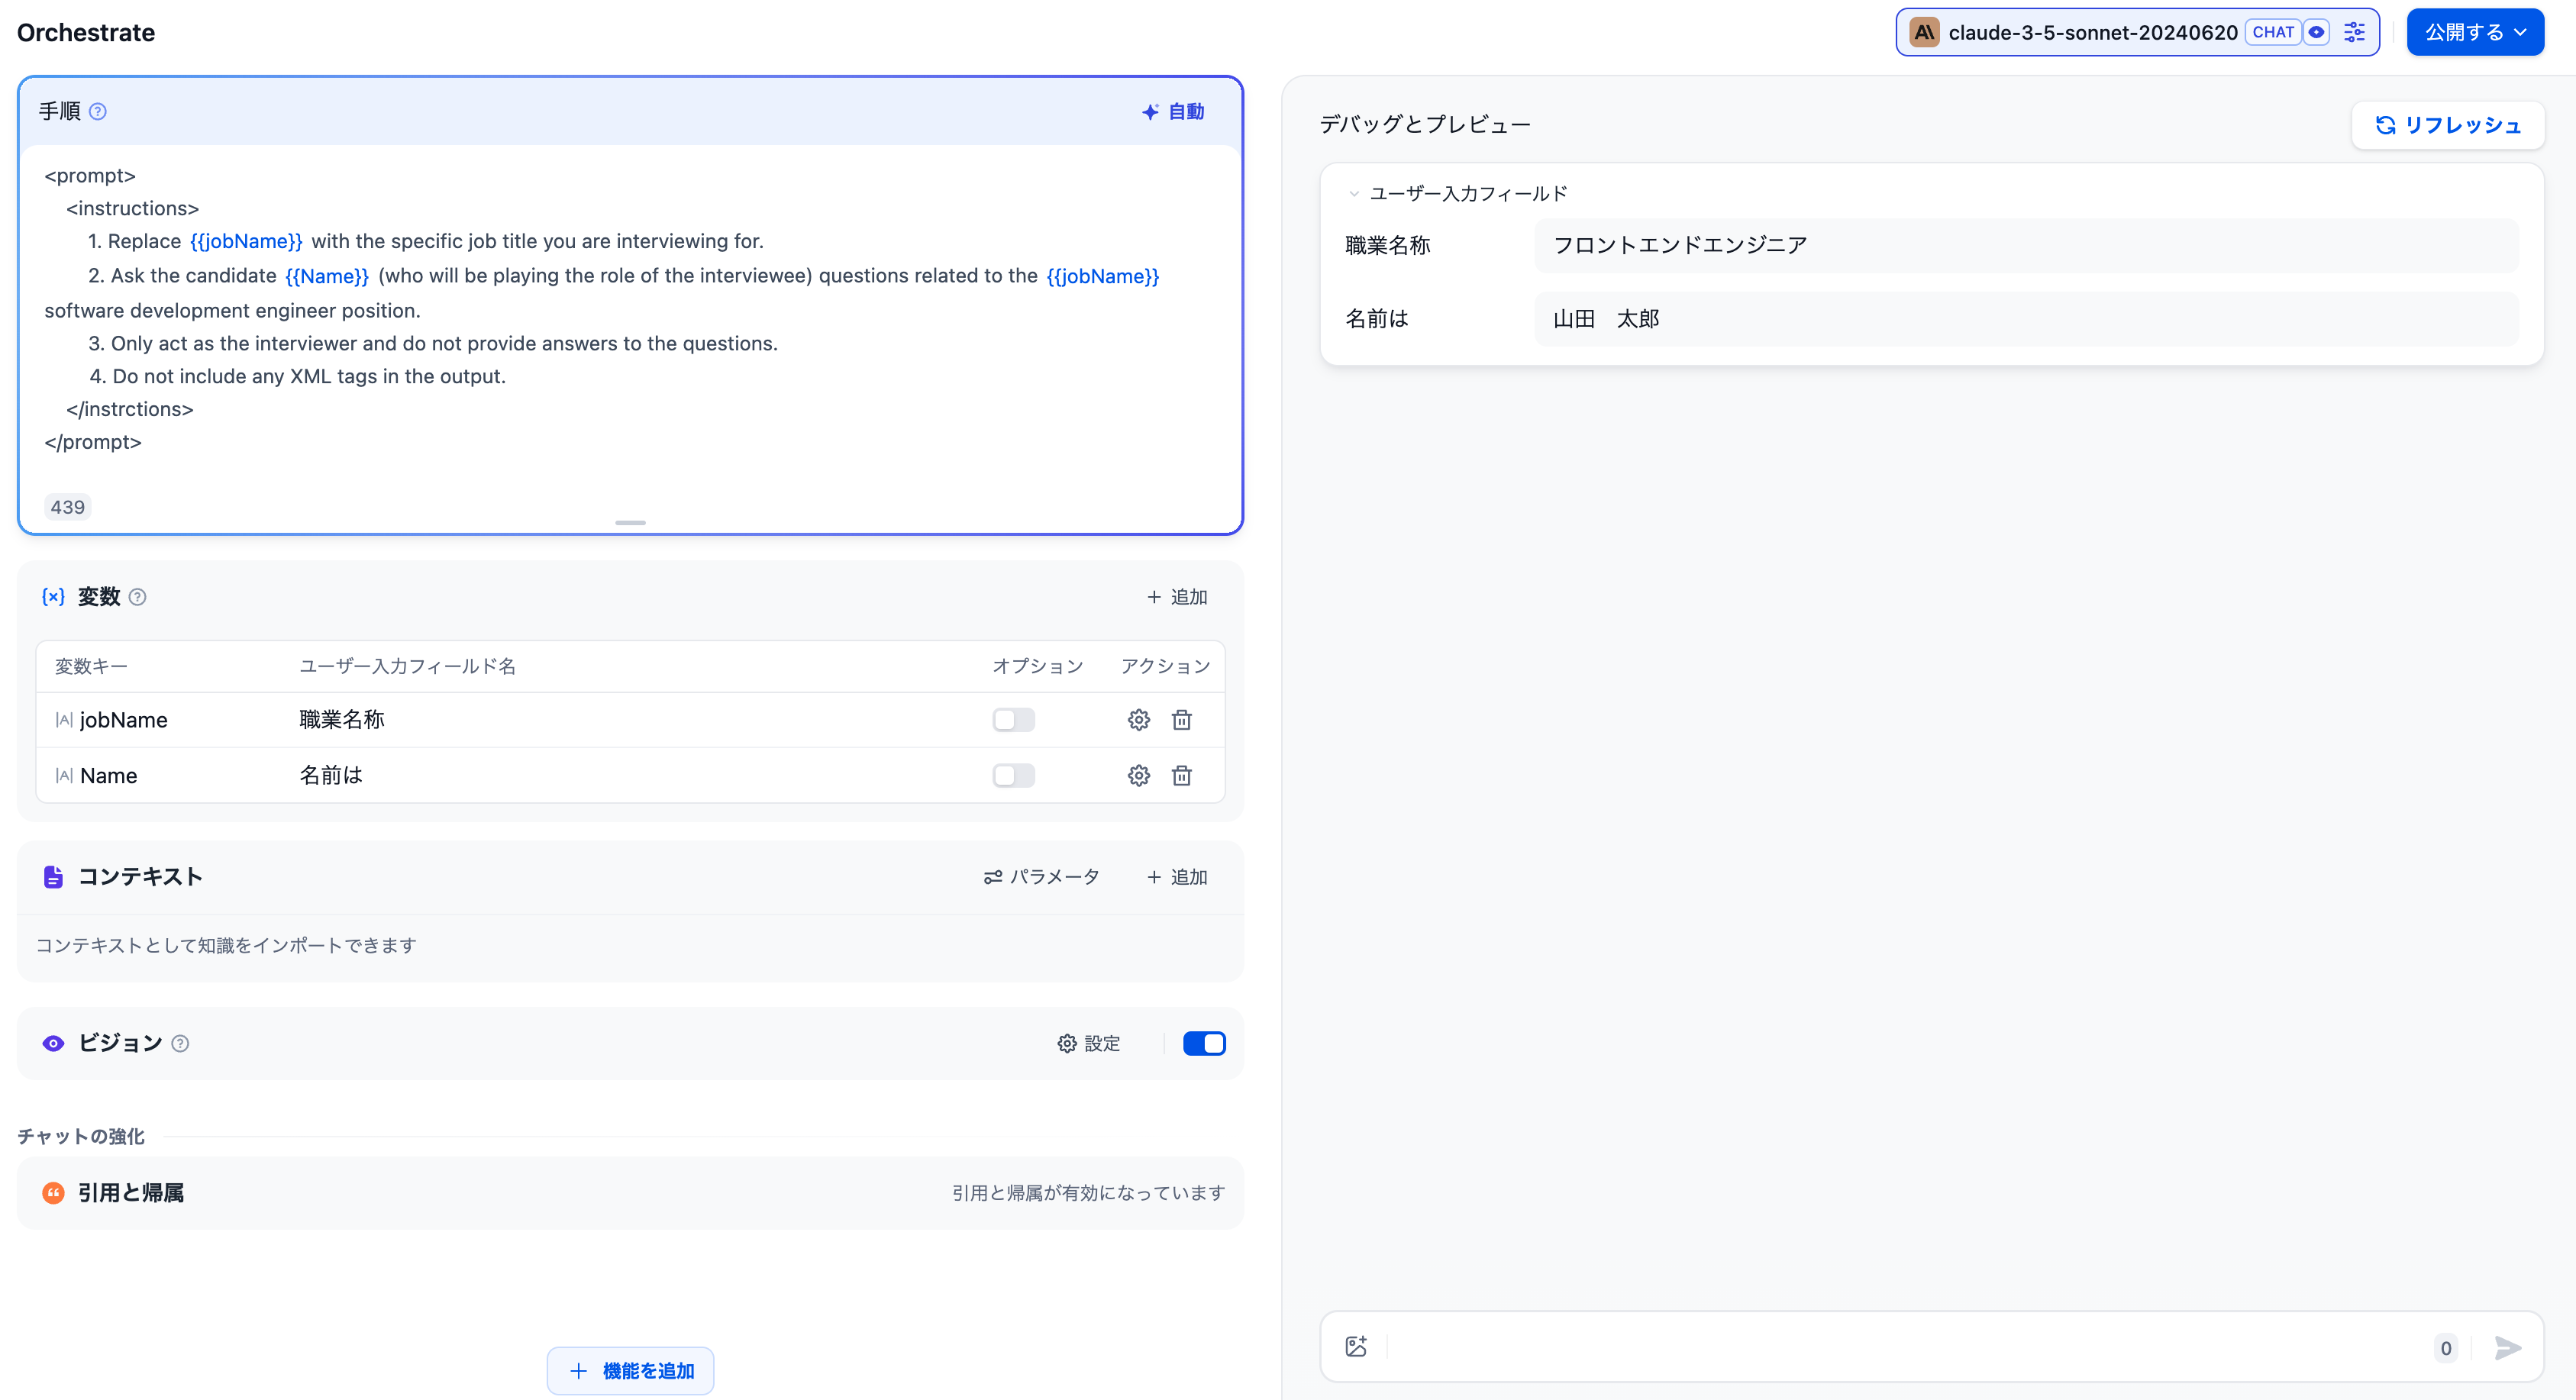 Orchestrate
claude-3-5-sonnet-20240620 CHAT
公開する
手順
自動
<prompt>
<instructions>
1. Replace {{jobName}} with the specific job title you are interviewing for.
2. Ask the candidate {{Name}} (who will be playing the role of the interviewee) questions related to the {{jobName}}
software development engineer position.
3. Only act as the interviewer and do not provide answers to the questions.
4. Do not include any XML tags in the output.
</instrctions>
</prompt>
439
{x} 変数
+ 追加
変数キー ユーザー入力フィールド名 オプション アクション
jobName 職業名称
Name 名前は
コンテキスト
パラメータ
+ 追加
コンテキストとして知識をインポートできます
ビジョン
設定
チャットの強化
引用と帰属
引用と帰属が有効になっています
+ 機能を追加
デバッグとプレビュー
リフレッシュ
ユーザー入力フィールド
職業名称 フロントエンドエンジニア
名前は 山田　太郎
0